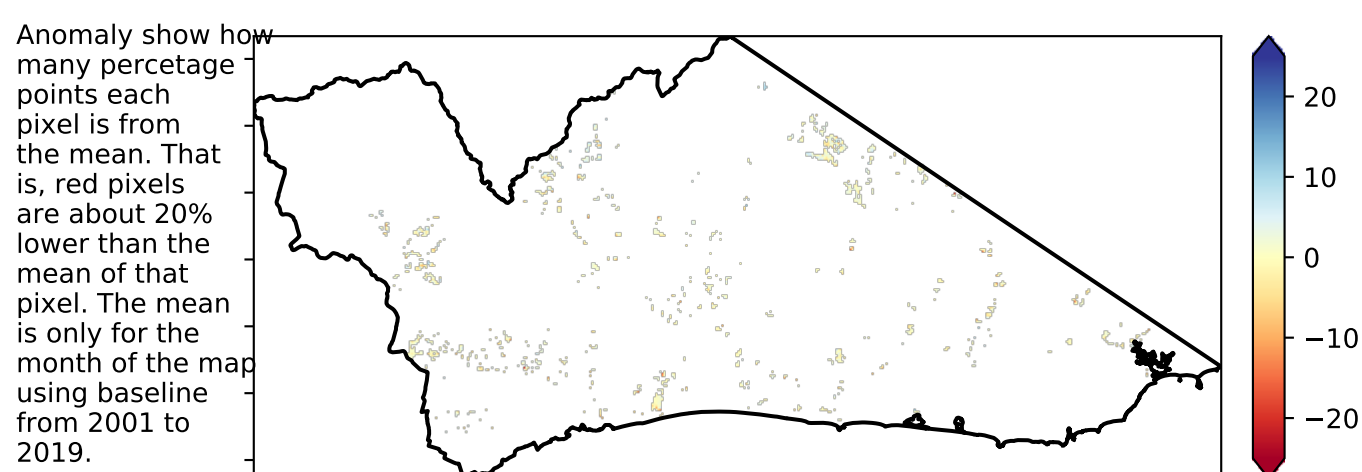 Anomaly show how
many percetage
points each
pixel is from
the mean. That
is, red pixels
are about 20%
lower than the
mean of that
pixel. The mean
is only for the
month of the map
using baseline
from 2001 to
2019.
20
10
0
−10
−20